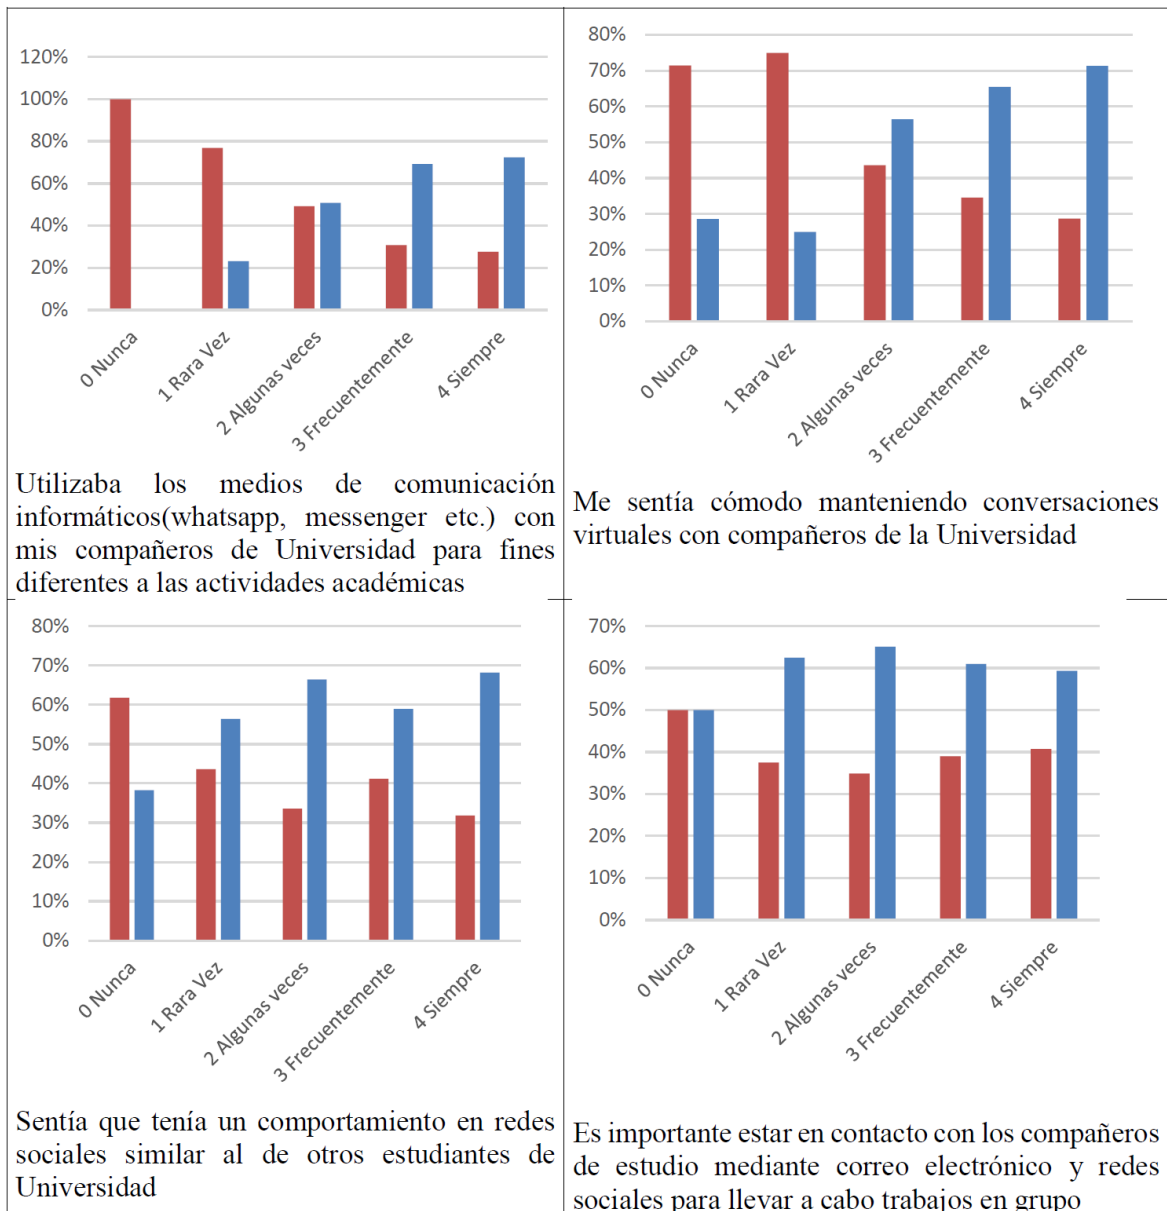 120%
100%
80%
60%
40%
20%
0%
0 Nunca
1 Rara Vez
2 Algunas veces
3 Frecuentemente
4 Siempre
Utilizaba los medios de comunicación
informáticos(whatsapp, messenger etc.) con
mis compañeros de Universidad para fines
diferentes a las actividades académicas
80%
70%
60%
50%
40%
30%
20%
10%
0%
0 Nunca
1 Rara Vez
2 Algunas veces
3 Frecuentemente
4 Siempre
Me sentía cómodo manteniendo conversaciones
virtuales con compañeros de la Universidad
80%
70%
60%
50%
40%
30%
20%
10%
0%
0 Nunca
1 Rara Vez
2 Algunas veces
3 Frecuentemente
4 Siempre
Sentía que tenía un comportamiento en redes
sociales similar al de otros estudiantes de
Universidad
70%
60%
50%
40%
30%
20%
10%
0%
0 Nunca
1 Rara Vez
2 Algunas veces
3 Frecuentemente
4 Siempre
Es importante estar en contacto con los compañeros
de estudio mediante correo electrónico y redes
sociales para llevar a cabo trabajos en grupo